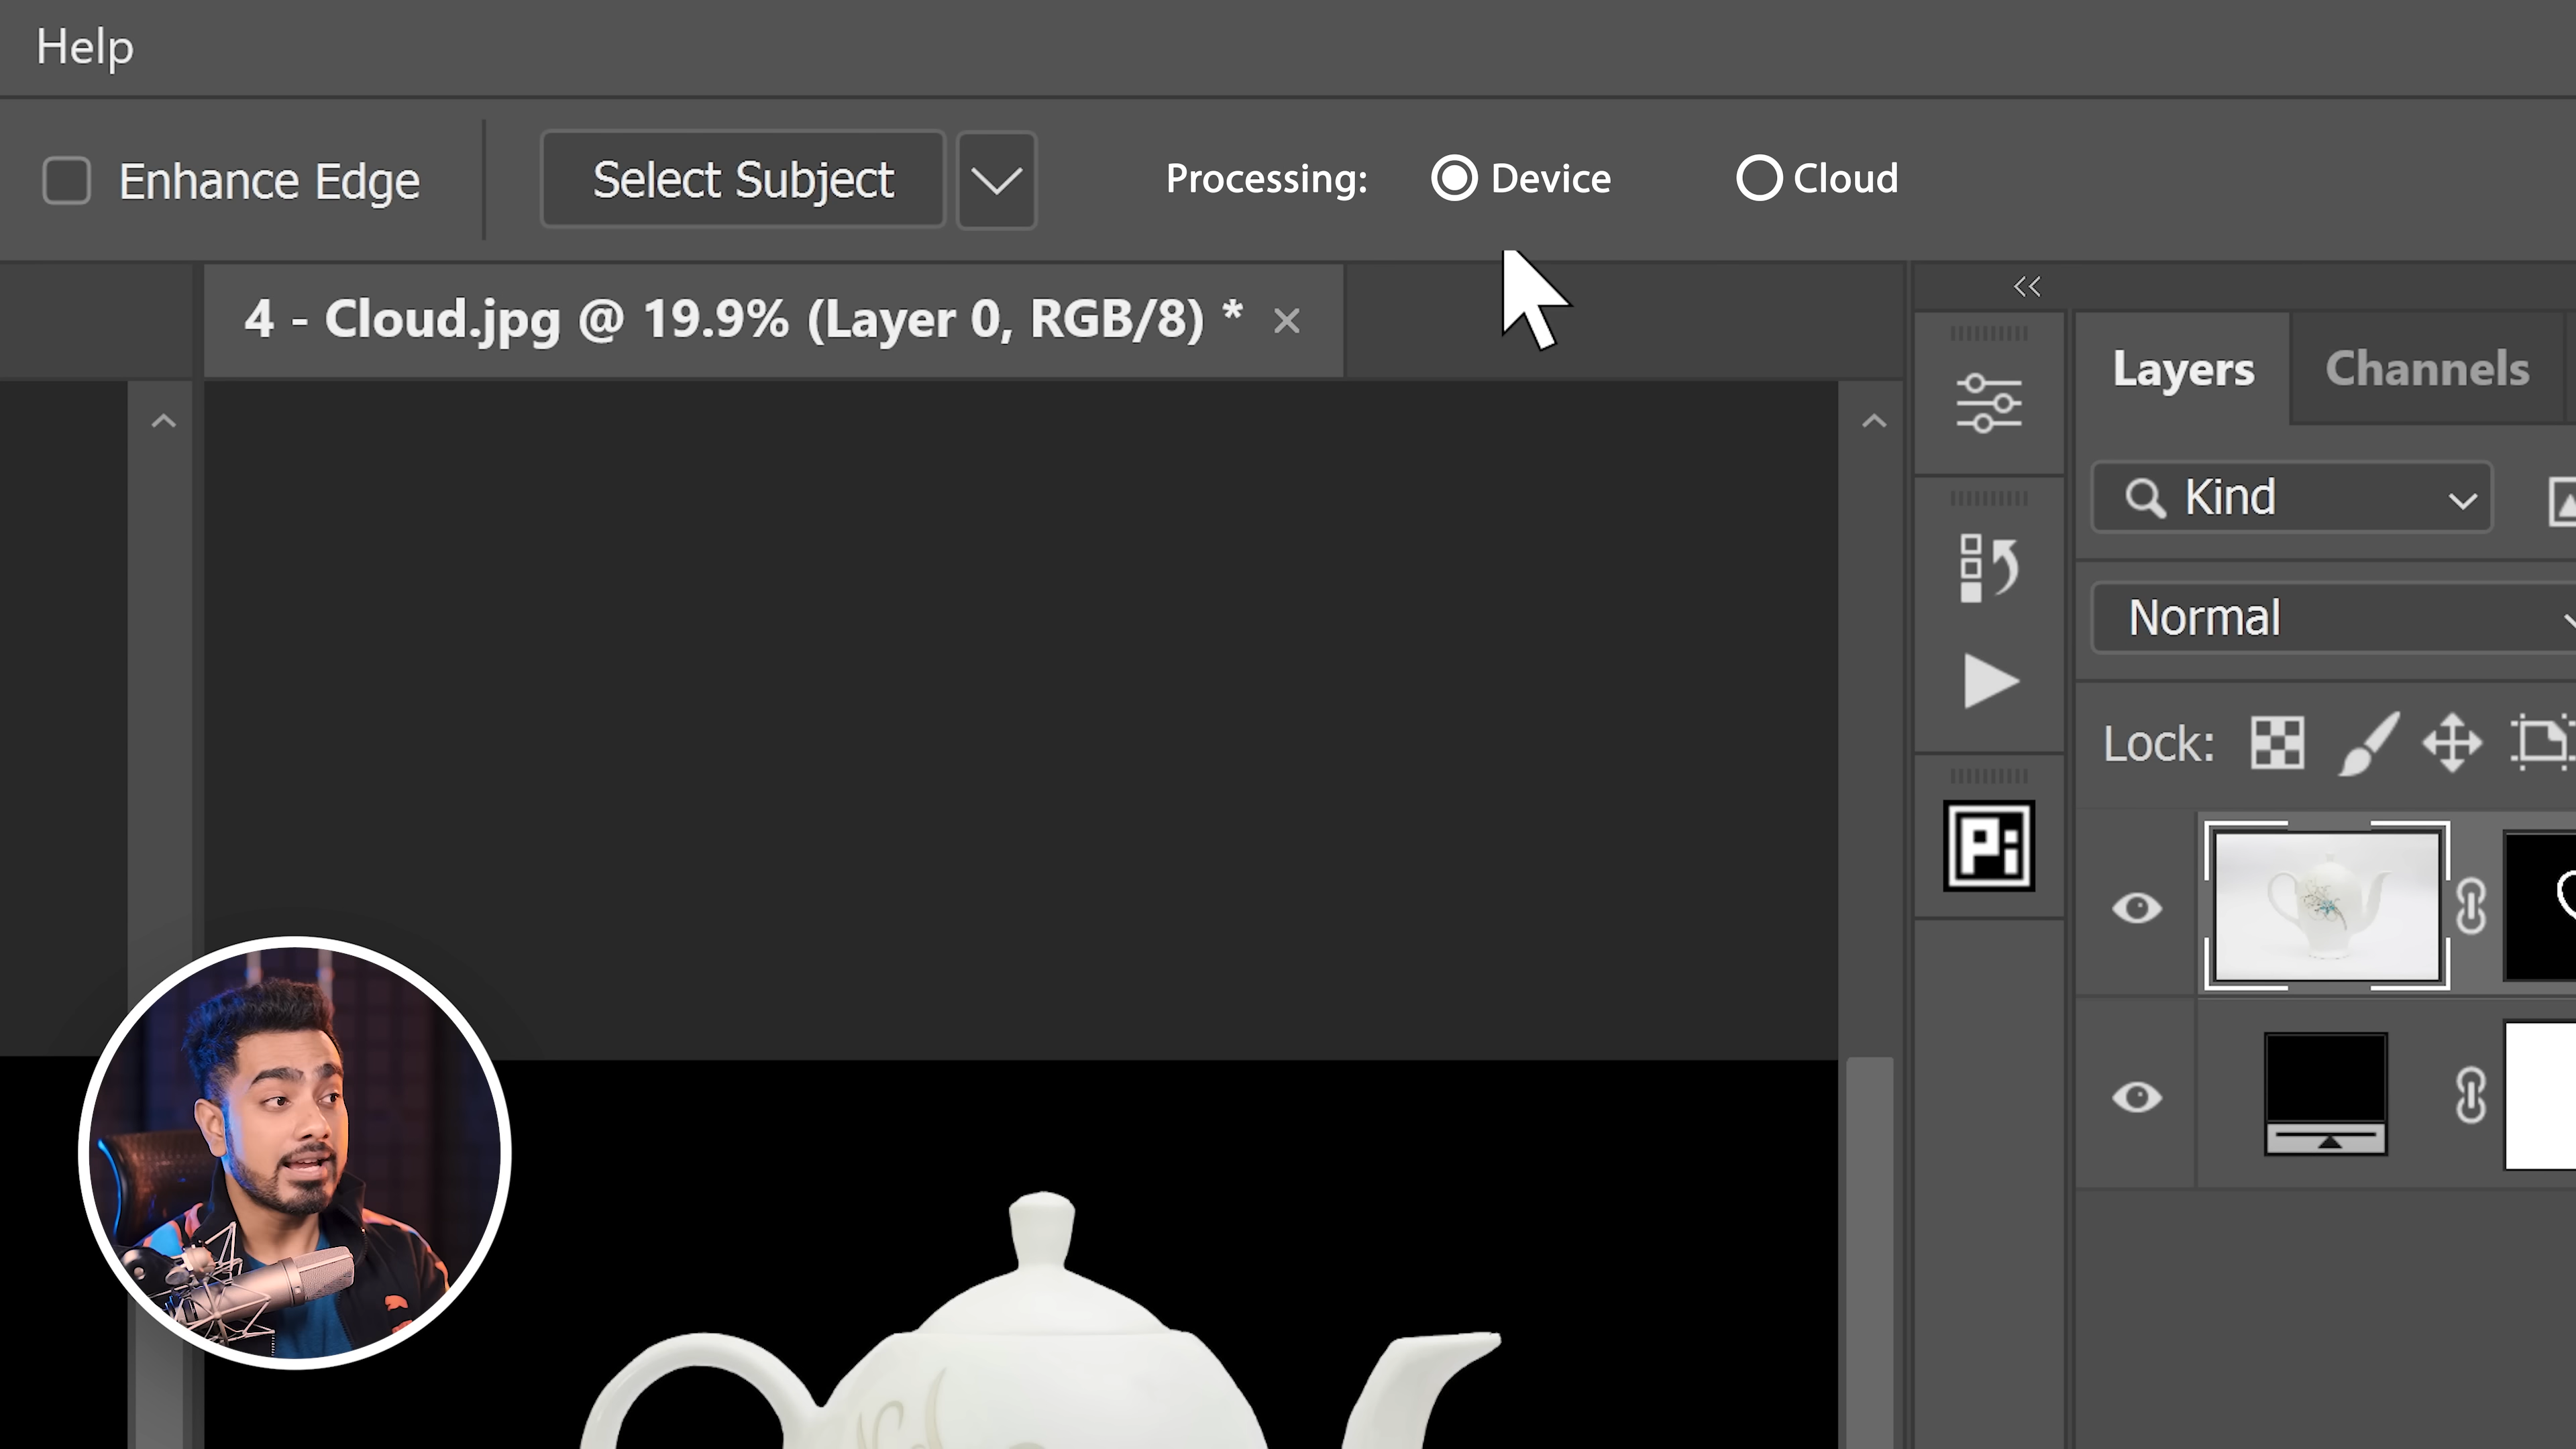 Help
Enhance Edge
Select Subject
Processing:
Device
Cloud
4 - Cloud.jpg @ 19.9% (Layer 0, RGB/8) *
Layers
Channels
Kind
Normal
Lock:
Pi